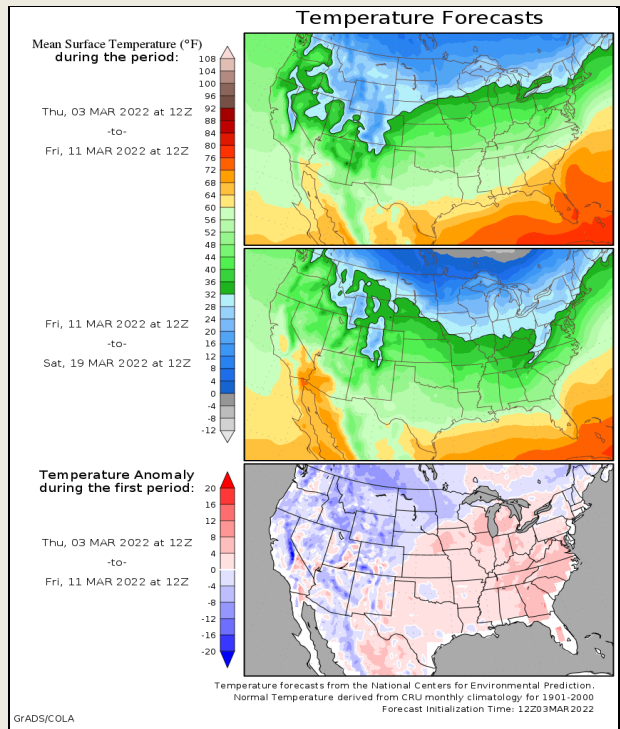 Temperature Forecasts
Mean Surface Temperature (°F)
during the period:
Thu, 03 MAR 2022 at 12Z
-to-
Fri, 11 MAR 2022 at 12Z
108
104
100
96
92
88
84
80
76
72
68
64
60
56
52
48
44
40
36
32
28
24
20
16
12
8
4
0
-4
-8
-12
Fri, 11 MAR 2022 at 12Z
-to-
Sat, 19 MAR 2022 at 12Z
Temperature Anomaly
during the first period:
Thu, 03 MAR 2022 at 12Z
-to-
Fri, 11 MAR 2022 at 12Z
20
16
12
8
4
0
-4
-8
-12
-16
-20
Temperature forecasts from the National Centers for Environmental Prediction.
Normal Temperature derived from CRU monthly climatology for 1901-2000
Forecast Initialization Time: 12Z03MAR2022
GrADS/COLA